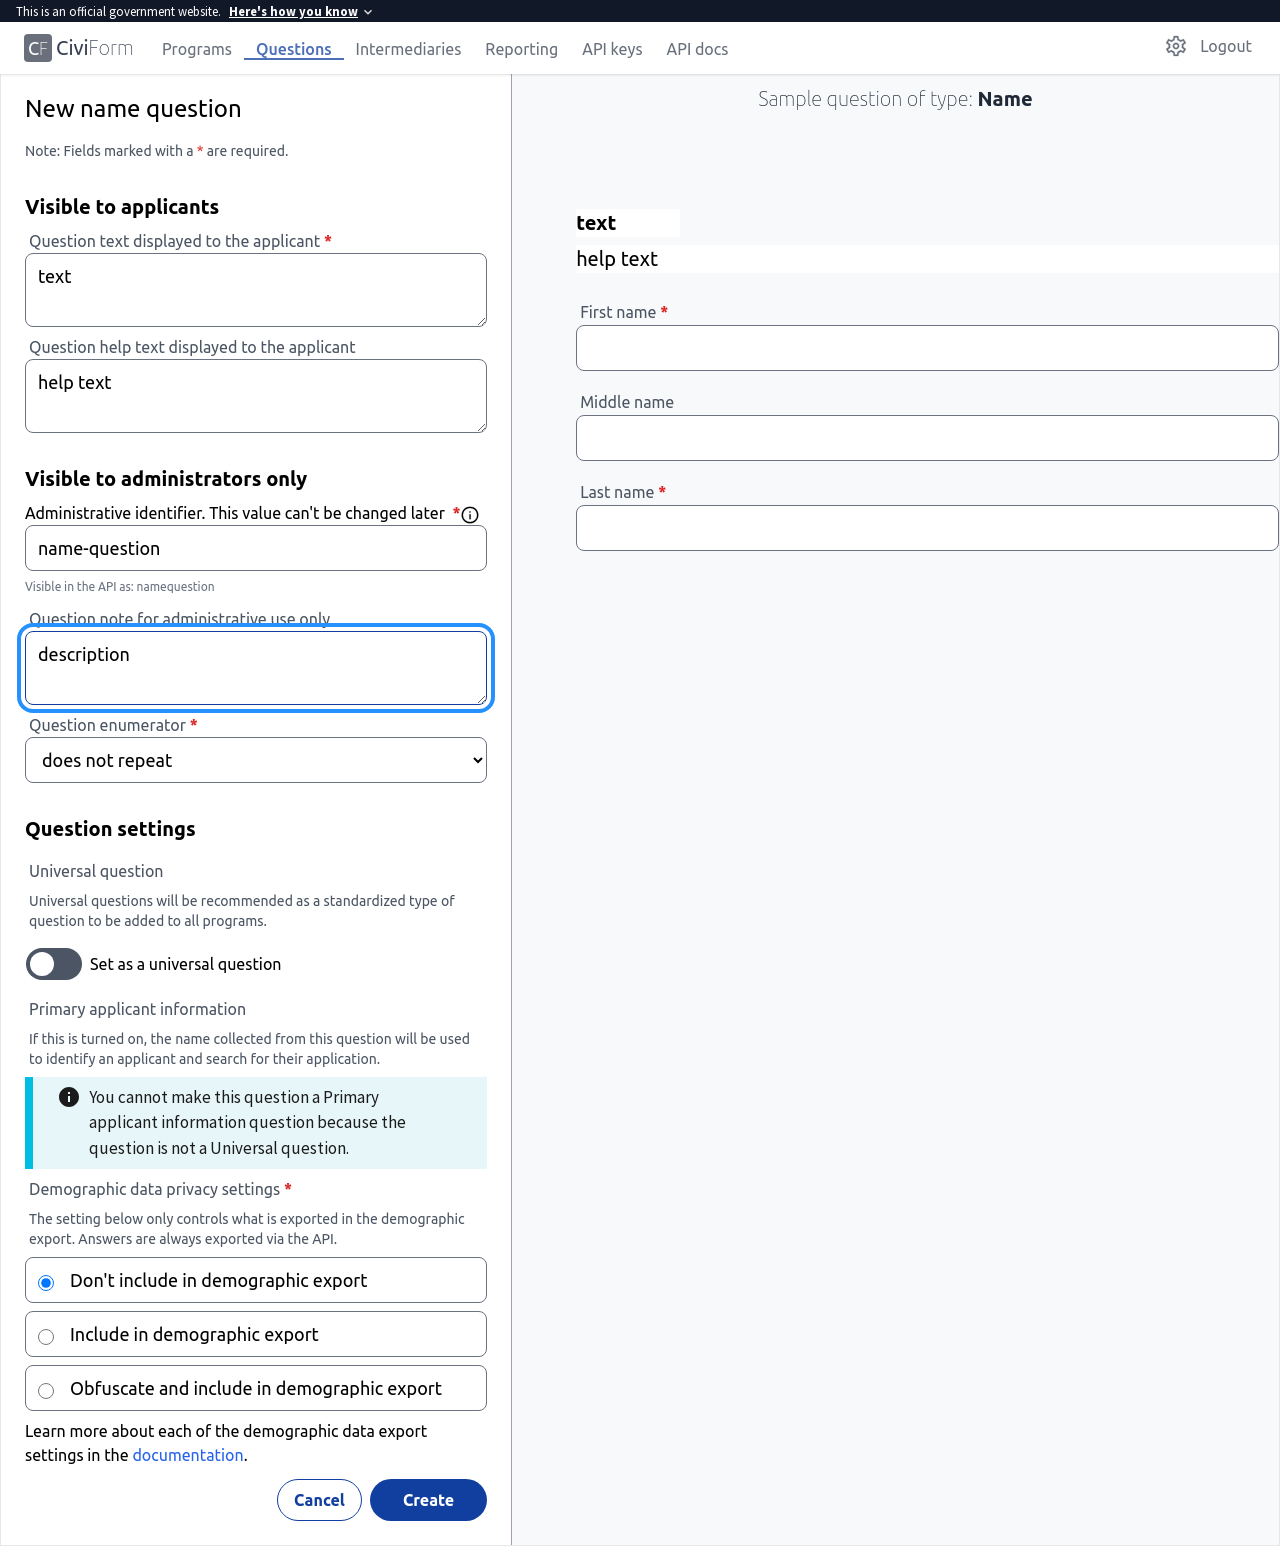 This is an official government website. Here's how you know
CF CiviForm Programs Questions Intermediaries Reporting API keys API docs Logout
New name question
Note: Fields marked with a * are required.
Visible to applicants
Question text displayed to the applicant *
text
Question help text displayed to the applicant
help text
Visible to administrators only
Administrative identifier. This value can't be changed later *
name-question
Visible in the API as: namequestion
Question note for administrative use only
description
Question enumerator *
does not repeat
Question settings
Universal question
Universal questions will be recommended as a standardized type of
question to be added to all programs.
Set as a universal question
Primary applicant information
If this is turned on, the name collected from this question will be used
to identify an applicant and search for their application.
You cannot make this question a Primary
applicant information question because the
question is not a Universal question.
Demographic data privacy settings *
The setting below only controls what is exported in the demographic
export. Answers are always exported via the API.
Don't include in demographic export
Include in demographic export
Obfuscate and include in demographic export
Learn more about each of the demographic data export
settings in the documentation.
Cancel Create
Sample question of type: Name
text
help text
First name *
Middle name
Last name *